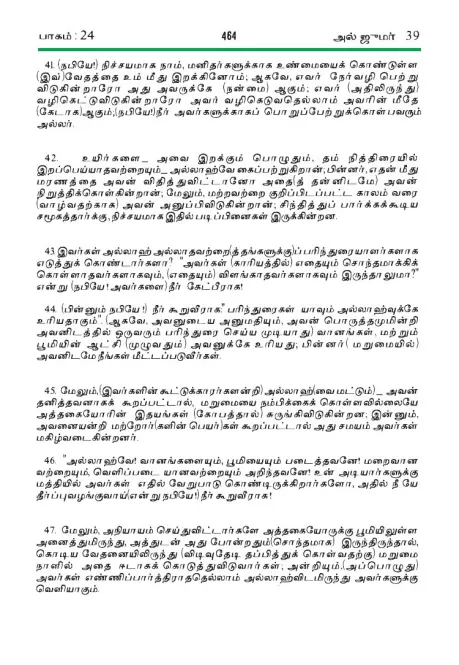 பாகம் : 24 464 அல் ஜுமர் 39
41. (நபியே!) நிச்சயமாக நாம், மனிதர்களுக்காக உண்மையைக் கொண்டுள்ள
(இவ்)வேதத்தை உம் மீது இறக்கினோம்; ஆகவே, எவர் நேர்வழி பெற்று
விடுகின்றாரோ அது அவருக்கே (நன்மை) ஆகும்; எவர் (அதிலிருந்து)
வழிகெட்டுவிடுகின்றாரோ அவர் வழிகெடுவதெல்லாம் அவரின் மீதே
(கேடாக)ஆகும்;(நபியே!)நீர் அவர்களுக்காகப் பொறுப்பேற்றுக்கொள்பவரும்
அல்லர்.
42. உயிர்களை_ அவை இறக்கும் பொழுதும், தம் நித்திரையில்
இறப்பெய்யாதவற்றையும்_ அல்லாஹ்வே கைப்பற்றுகிறான்; பின்னர், எதன் மீது
மரணத்தை அவன் விதித்துவிட்டானோ அதை(த் தன்னிடமே) அவன்
நிறுத்திக்கொள்கின்றான்; மேலும், மற்றவற்றை குறிப்பிடப்பட்ட காலம் வரை
(வாழ்வதற்காக) அவன் அனுப்பிவிடுகின்றான்; சிந்தித்துப் பார்க்கக்கூடிய
சமூகத்தார்க்கு, நிச்சயமாக இதில் படிப்பினைகள் இருக்கின்றன.
43. இவர்கள் அல்லாஹ் அல்லாதவற்றை(த்தங்களுக்கு)ப் பரிந்துரையாளர்களாக
எடுத்துக் கொண்டார்களா? "அவர்கள் (காரியத்தில்) எதையும் சொந்தமாக்கிக்
கொள்ளாதவர்களாகவும், (எதையும்) விளங்காதவர்களாகவும் இருந்தாலுமா?"
என்று (நபியே! அவர்களை) நீர் கேட்பீராக!
44. (பின்னும் நபியே!) நீர் கூறுவீராக:"பரிந்துரைகள் யாவும் அல்லாஹ்வுக்கே
உரியதாகும்". (ஆகவே, அவனுடைய அனுமதியும், அவன் பொருத்தமுமின்றி
அவனிடத்தில் ஒருவரும் பரிந்துரை செய்ய முடியாது) வானங்கள், மற்றும்
பூமியின் ஆட்சி (முழுவதும்) அவனுக்கே உரியது; பின்னர்( மறுமையில்)
அவனிடமே நீங்கள் மீட்டப்படுவீர்கள்.
45. மேலும்,(இவர்களின் கூட்டுக்காரர்களன்றி) அல்லாஹ்(வை மட்டும்)_ அவன்
தனித்தவனாகக் கூறப்பட்டால், மறுமையை நம்பிக்கைக் கொள்ளவில்லையே
அத்தகையோரின் இதயங்கள் (கோபத்தால்) சுருங்கிவிடுகின்றன; இன்னும்,
அவனையன்றி மற்றோர்(களின் பெயர்)கள் கூறப்பட்டால் அது சமயம் அவர்கள்
மகிழ்வடைகின்றனர்.
46. "அல்லாஹ்வே! வானங்களையும், பூமியையும் படைத்தவனே! மறைவான
வற்றையும், வெளிப்படையானவற்றையும் அறிந்தவனே! உன் அடியார்களுக்கு
மத்தியில் அவர்கள் எதில் வேறுபாடு கொண்டிருக்கிறார்களோ, அதில் நீ யே
தீர்ப்புவழங்குவாய்(என்று நபியே!) நீர் கூறுவீராக!
47. மேலும், அநியாயம் செய்துவிட்டார்களே அத்தகையோருக்கு பூமியிலுள்ள
அனைத்துமிருந்து, அத்துடன் அது போன்றதும்(சொந்தமாக) இருந்திருந்தால்,
கொடிய வேதனையிலிருந்து (விடிவுதேடி தப்பித்துக் கொள்வதற்கு) மறுமை
நாளில் அதை ஈடாகக் கொடுத்துவிடுவார்கள்; அன்றியும்,(அப்பொழுது)
அவர்கள் எண்ணிப்பார்த்திராததெல்லாம் அல்லாஹ்விடமிருந்து அவர்களுக்கு
வெளியாகும்.